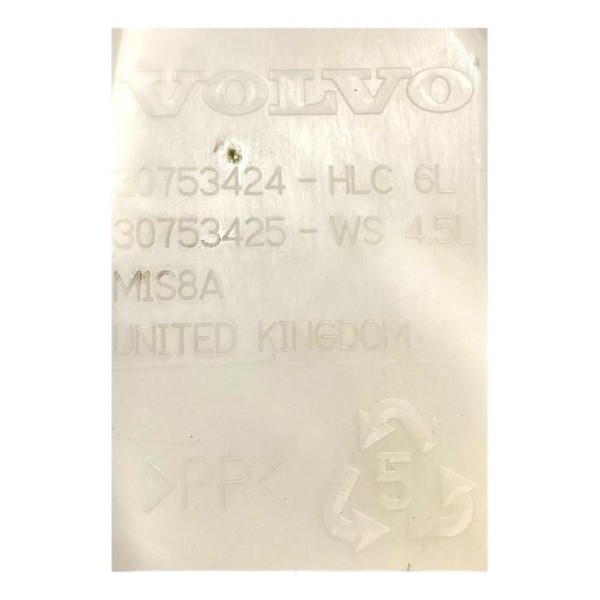 VOLVO
30753424 - HLC 6L
30753425 - WS 4.5L
M1S8A
UNITED KINGDOM
>PP<
5